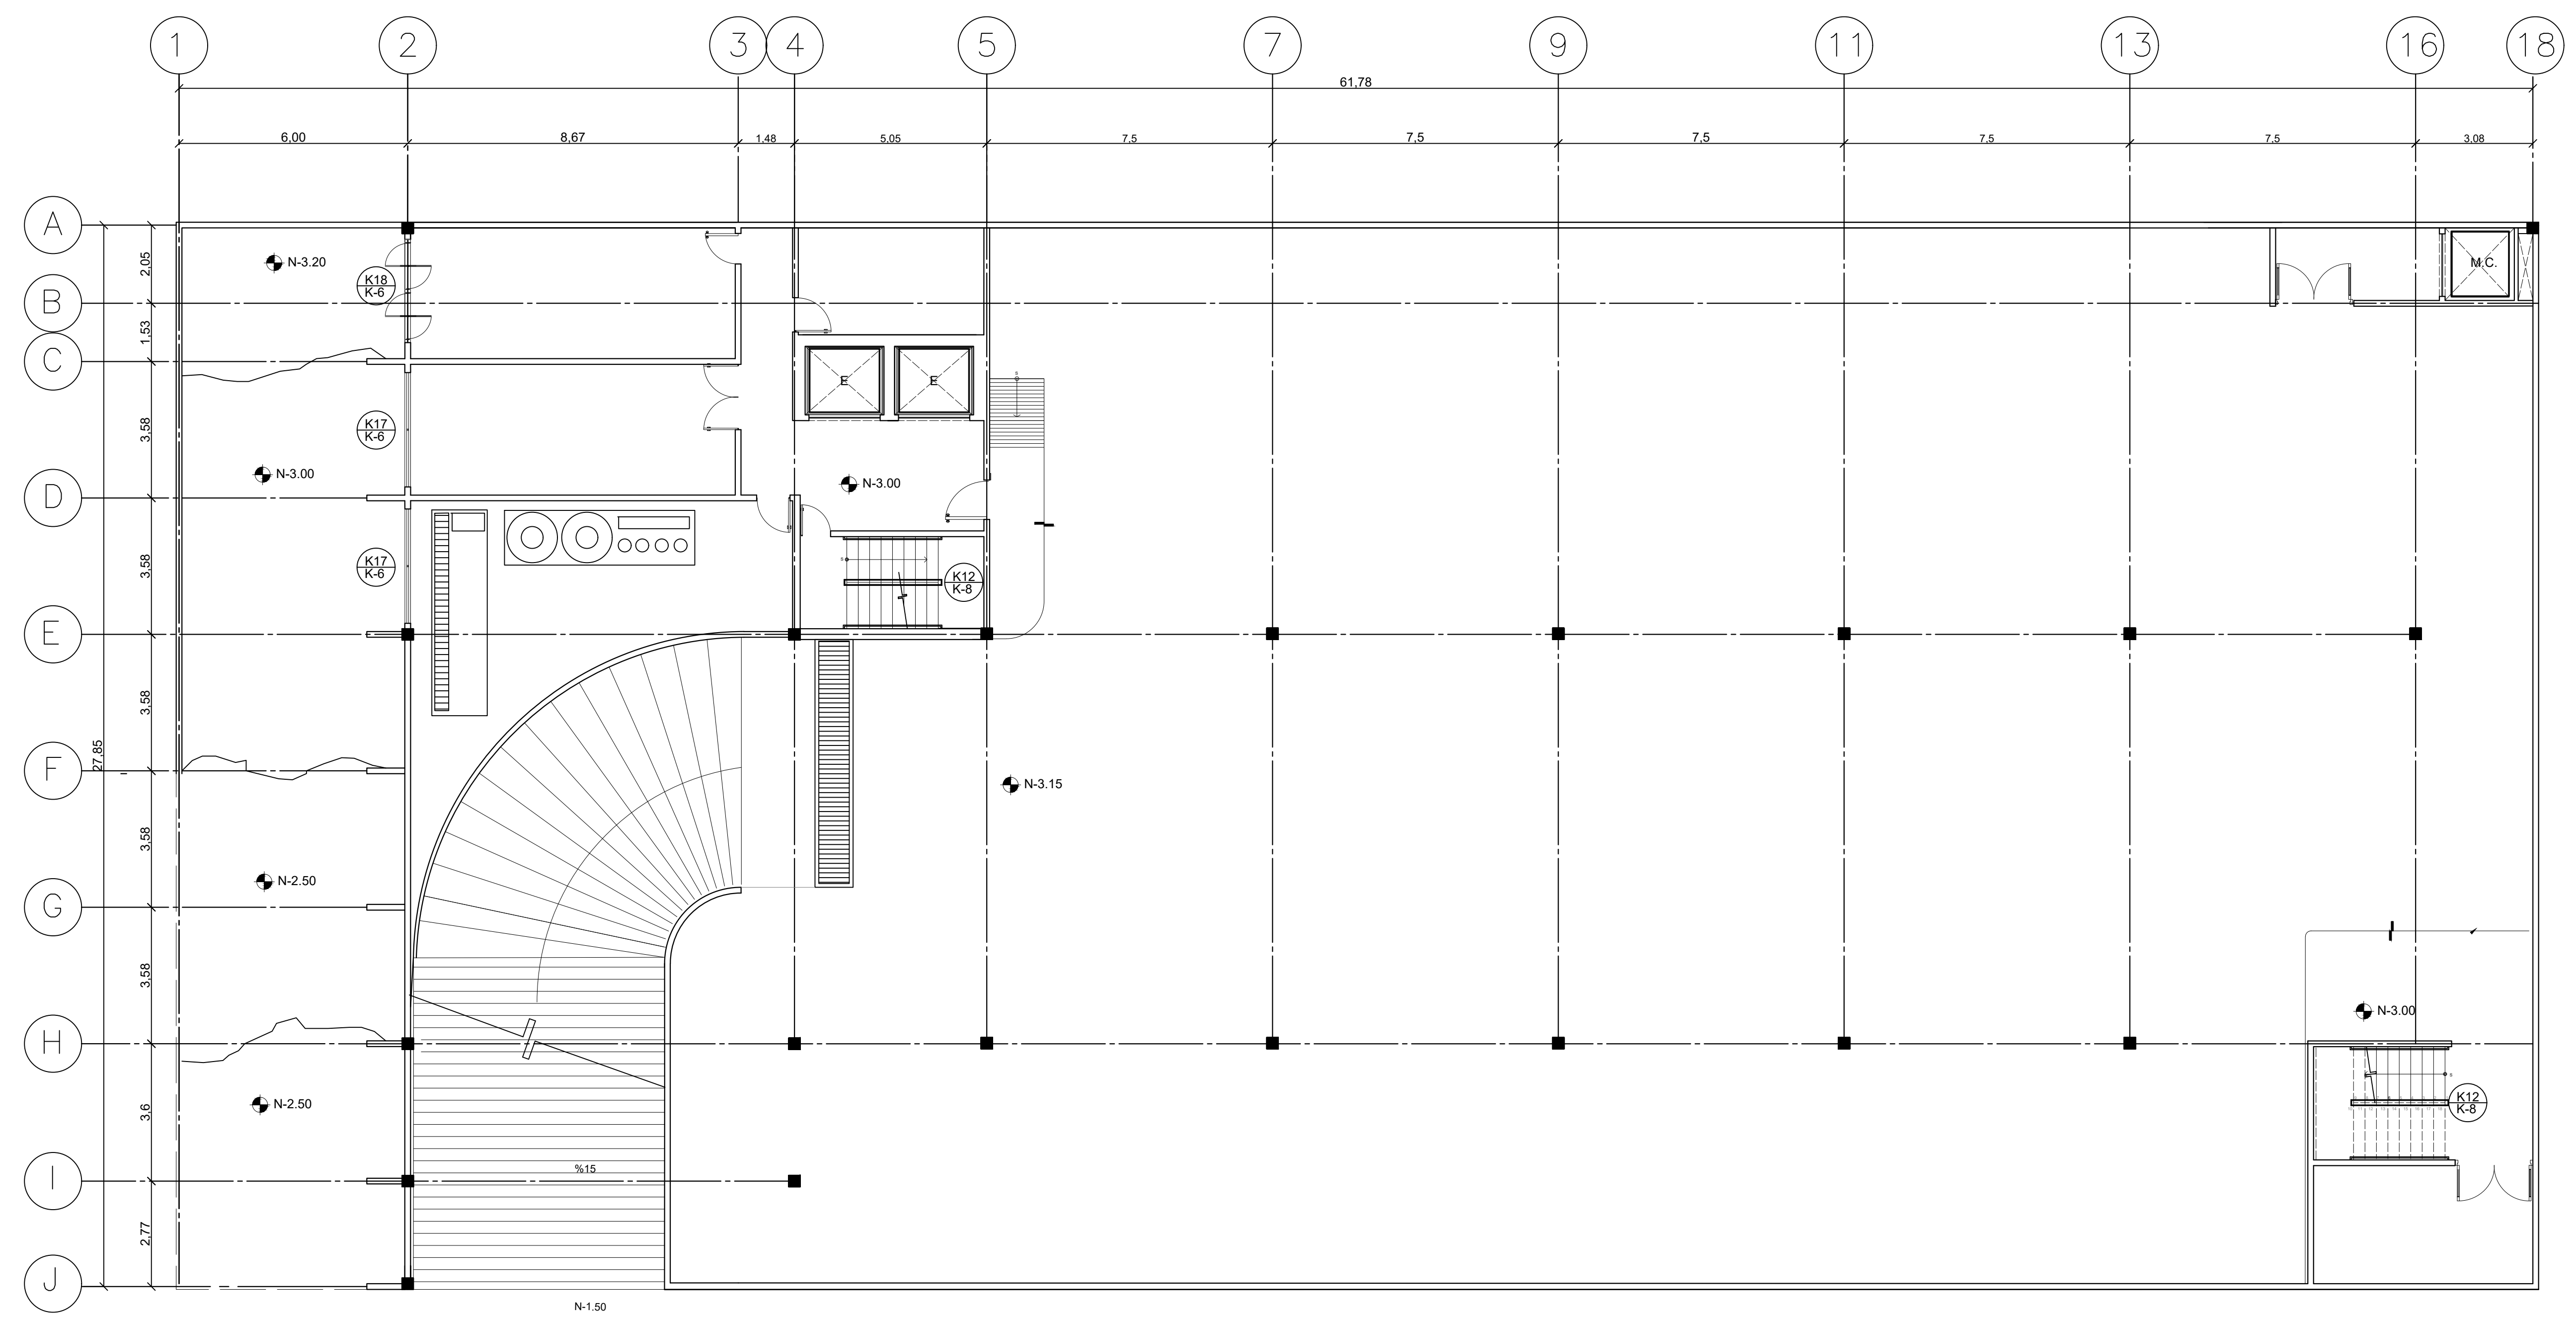 1 2 3 4 5 7 9 11 13 16 18
61,78
6,00 8,67 1,48 5,05 7,5 7,5 7,5 7,5 7,5 3,08
A
2,05
N-3.20
M.C.
K18
K-6
B
1,53
C
E E
3,58
K17
K-6
N-3.00
N-3.00
D
3,58
K17
K-6
K12
K-8
E
3,58
27,85
F
N-3.15
3,58
N-2.50
G
3,58
N-3.00
H
3,6
N-2.50
K12
K-8
%15
I
2,77
J
N-1.50